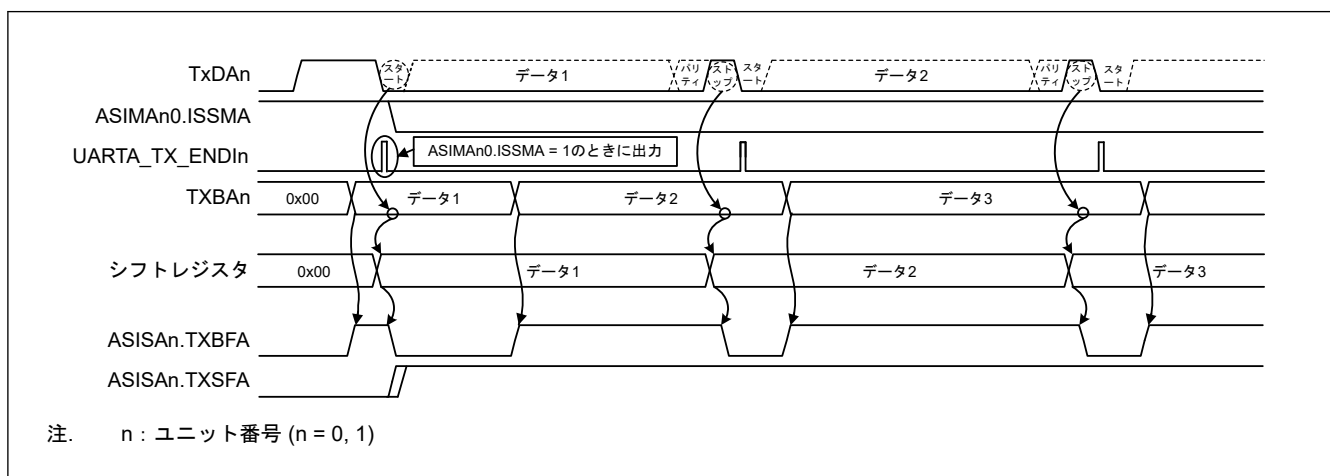 TxDAn スタート データ1 パリティ ストップ スタート データ2 パリティ ストップ スタート
ASIMAn0.ISSMA
UARTA_TX_ENDIn ASIMAn0.ISSMA = 1のときに出力
TXBAn 0x00 データ1 データ2 データ3
シフトレジスタ 0x00 データ1 データ2 データ3
ASISAn.TXBFA
ASISAn.TXSFA
注. n：ユニット番号 (n = 0, 1)